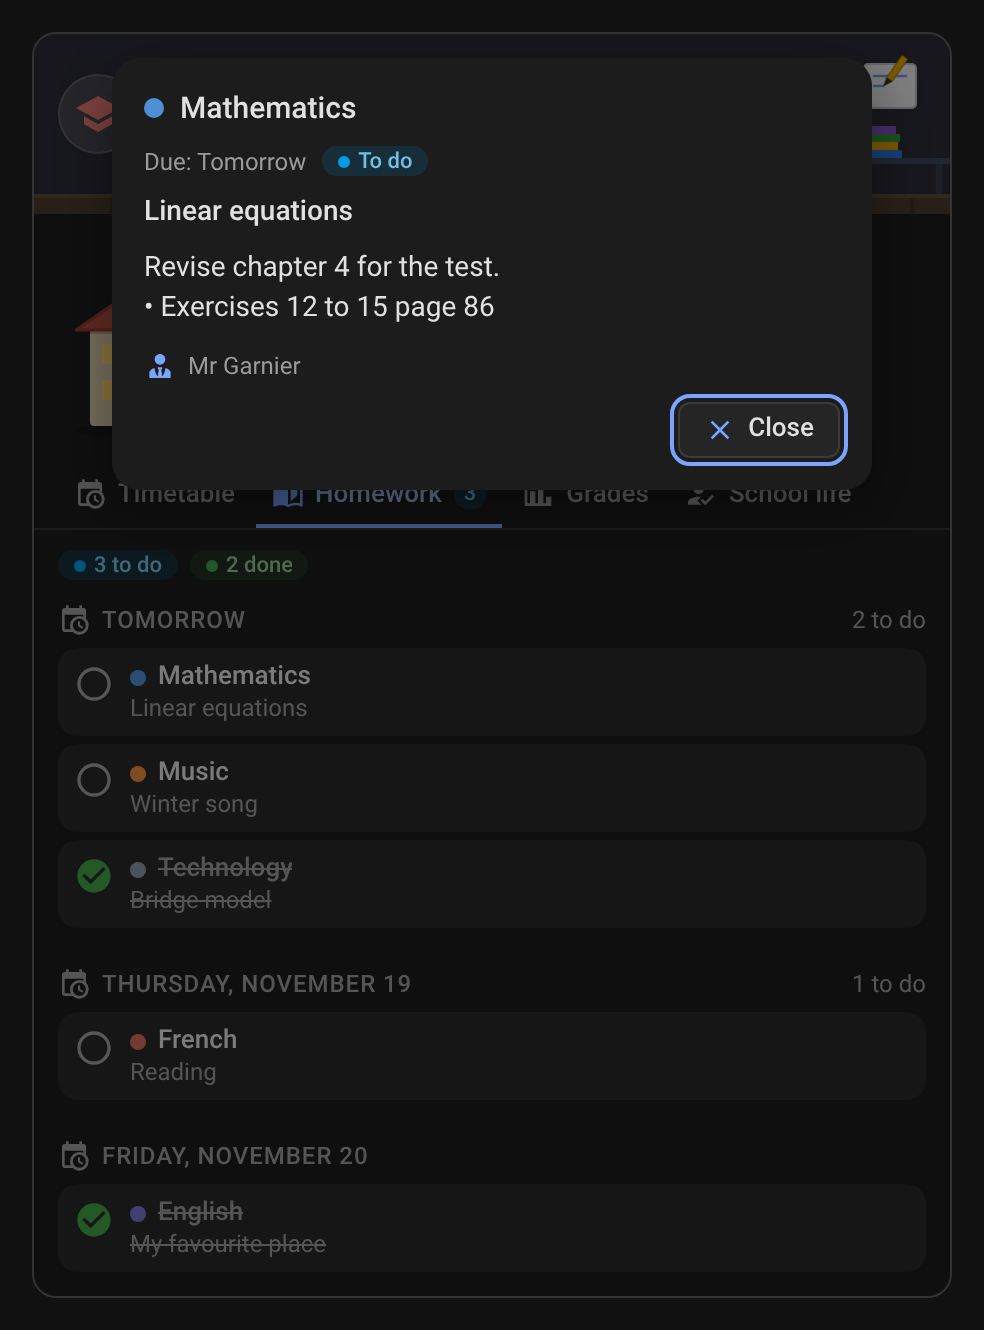 Mathematics
Due: Tomorrow To do
Linear equations
Revise chapter 4 for the test.
• Exercises 12 to 15 page 86
Mr Garnier
Close
Timetable Homework 3 Grades School life
3 to do 2 done
TOMORROW 2 to do
Mathematics
Linear equations
Music
Winter song
Technology
Bridge model
THURSDAY, NOVEMBER 19 1 to do
French
Reading
FRIDAY, NOVEMBER 20
English
My favourite place